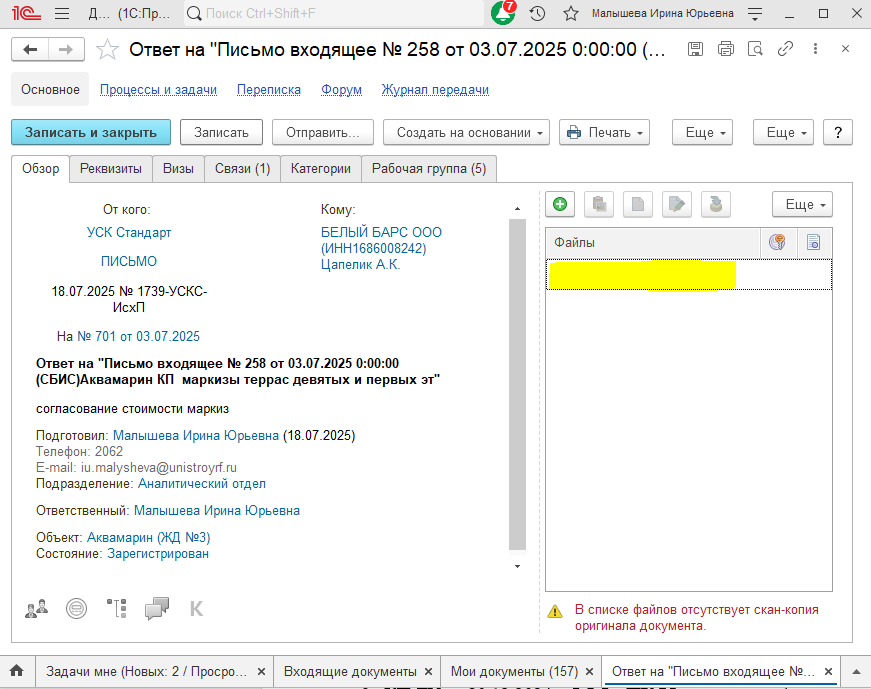 1С Д... (1С:Пр... Поиск Ctrl+Shift+F 7 Малышева Ирина Юрьевна
Ответ на "Письмо входящее № 258 от 03.07.2025 0:00:00 (...
Основное Процессы и задачи Переписка Форум Журнал передачи
Записать и закрыть Записать Отправить... Создать на основании Печать Еще Еще ?
Обзор Реквизиты Визы Связи (1) Категории Рабочая группа (5)
От кого:
УСК Стандарт
ПИСЬМО
18.07.2025 № 1739-УСКС-
ИсхП
На № 701 от 03.07.2025
Кому:
БЕЛЫЙ БАРС ООО
(ИНН1686008242)
Цапелик А.К.
Ответ на "Письмо входящее № 258 от 03.07.2025 0:00:00
(СБИС)Аквамарин КП маркизы террас девятых и первых эт"
согласование стоимости маркиз
Подготовил: Малышева Ирина Юрьевна (18.07.2025)
Телефон: 2062
E-mail: iu.malysheva@unistroyrf.ru
Подразделение: Аналитический отдел
Ответственный: Малышева Ирина Юрьевна
Объект: Аквамарин (ЖД №3)
Состояние: Зарегистрирован
К
Еще
Файлы
В списке файлов отсутствует скан-копия
оригинала документа.
Задачи мне (Новых: 2 / Просро... Входящие документы Мои документы (157) Ответ на "Письмо входящее №...